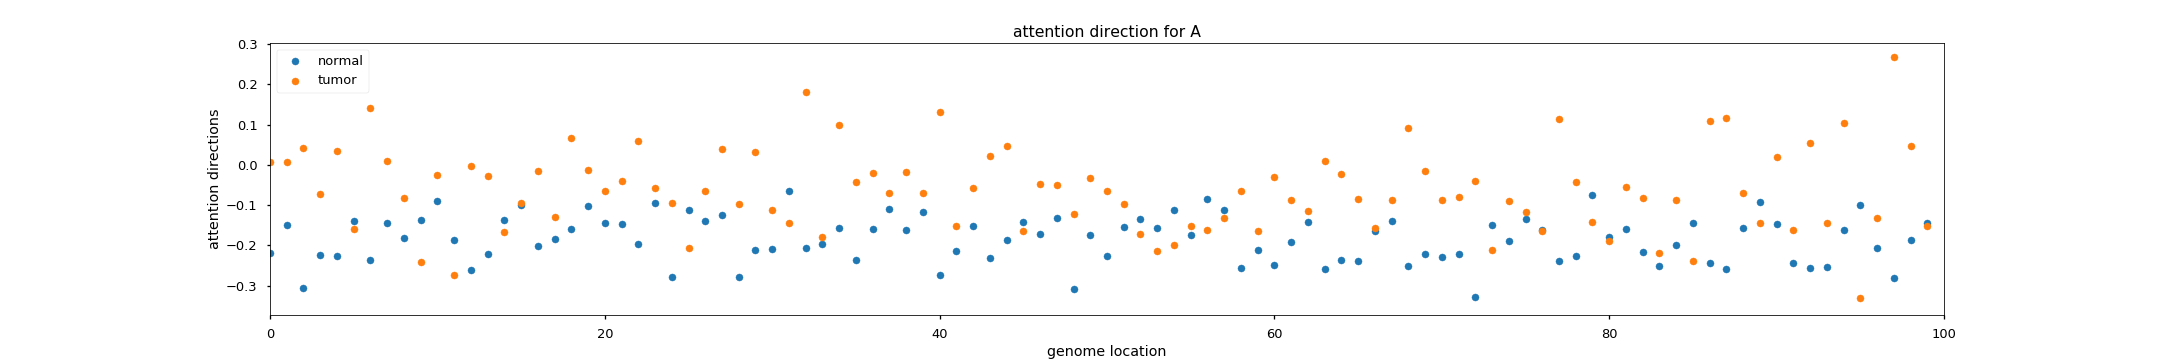 attention direction for A
attention directions
0.3
0.2
0.1
0.0
−0.1
−0.2
−0.3
normal
tumor
0 20 40 60 80 100
genome location